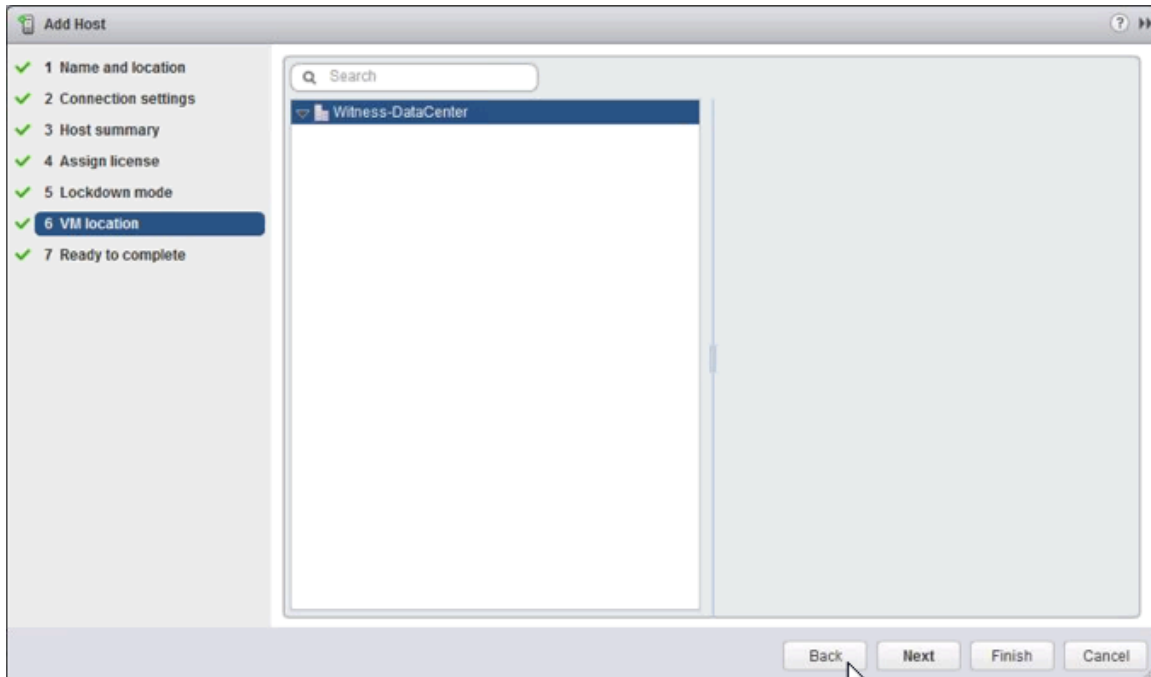 Add Host
1 Name and location
2 Connection settings
3 Host summary
4 Assign license
5 Lockdown mode
6 VM location
7 Ready to complete
Search
Witness-DataCenter
Back
Next
Finish
Cancel